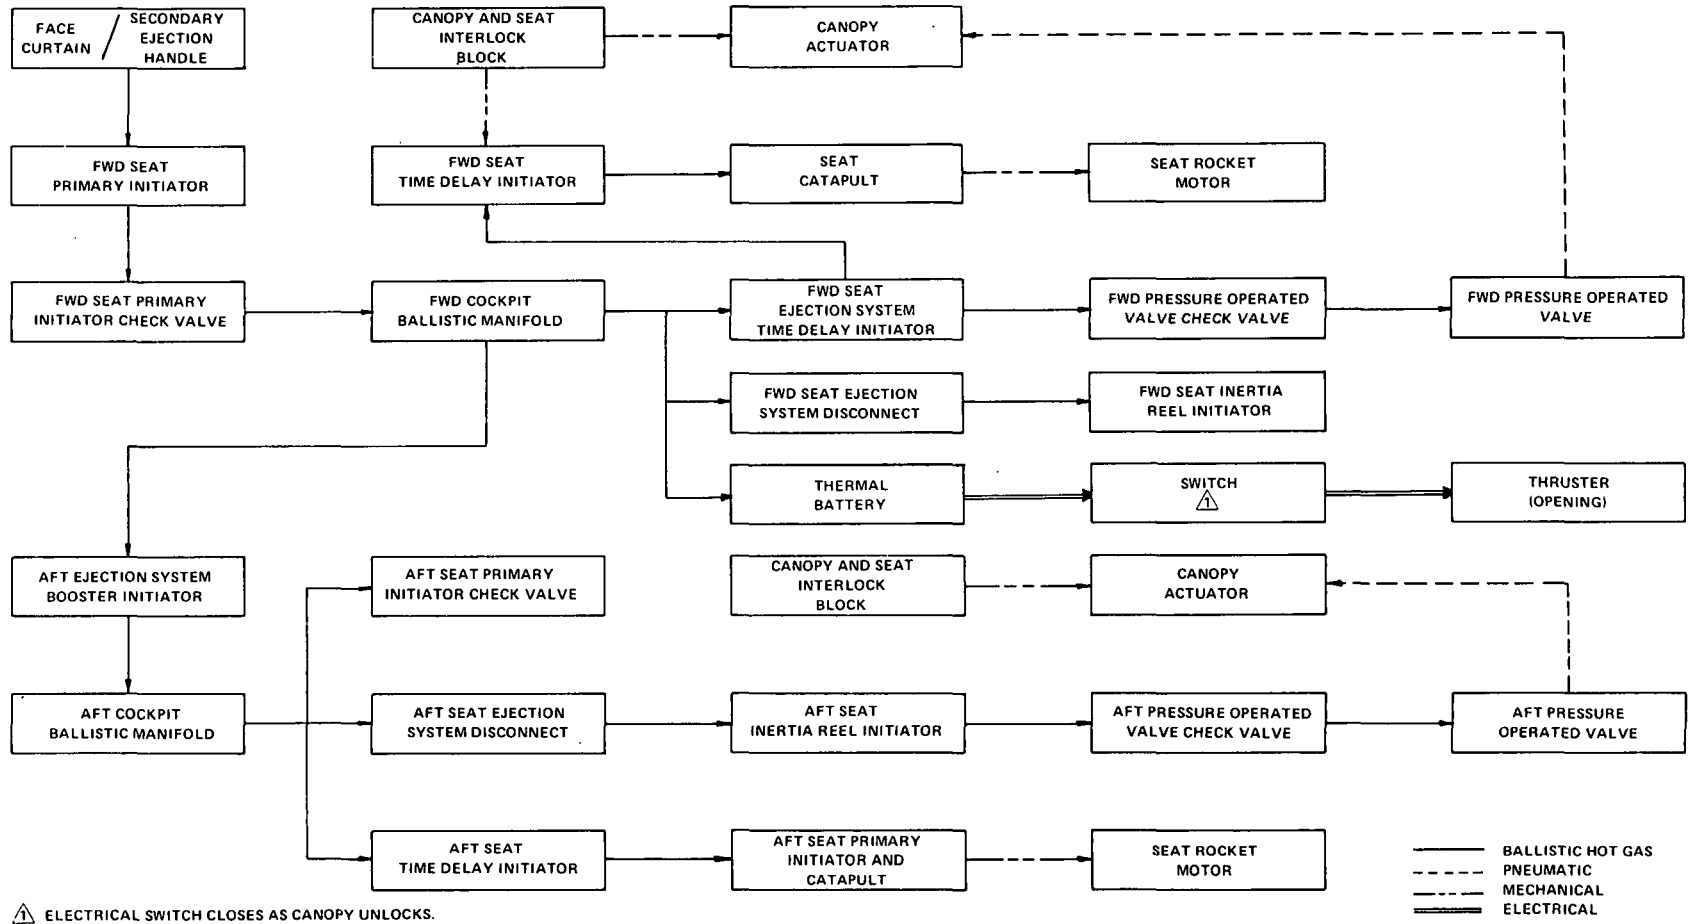 FACE
CURTAIN / SECONDARY
EJECTION
HANDLE
CANOPY AND SEAT
INTERLOCK
BLOCK
CANOPY
ACTUATOR
FWD SEAT
PRIMARY INITIATOR
FWD SEAT
TIME DELAY INITIATOR
SEAT
CATAPULT
SEAT ROCKET
MOTOR
FWD SEAT PRIMARY
INITIATOR CHECK VALVE
FWD COCKPIT
BALLISTIC MANIFOLD
FWD SEAT
EJECTION SYSTEM
TIME DELAY INITIATOR
FWD PRESSURE OPERATED
VALVE CHECK VALVE
FWD PRESSURE OPERATED
VALVE
FWD SEAT EJECTION
SYSTEM DISCONNECT
FWD SEAT INERTIA
REEL INITIATOR
THERMAL
BATTERY
SWITCH
1
THRUSTER
(OPENING)
AFT EJECTION SYSTEM
BOOSTER INITIATOR
AFT SEAT PRIMARY
INITIATOR CHECK VALVE
CANOPY AND SEAT
INTERLOCK
BLOCK
CANOPY
ACTUATOR
AFT COCKPIT
BALLISTIC MANIFOLD
AFT SEAT EJECTION
SYSTEM DISCONNECT
AFT SEAT
INERTIA REEL INITIATOR
AFT PRESSURE OPERATED
VALVE CHECK VALVE
AFT PRESSURE
OPERATED VALVE
AFT SEAT
TIME DELAY INITIATOR
AFT SEAT PRIMARY
INITIATOR AND
CATAPULT
SEAT ROCKET
MOTOR
BALLISTIC HOT GAS
PNEUMATIC
MECHANICAL
ELECTRICAL
1 ELECTRICAL SWITCH CLOSES AS CANOPY UNLOCKS.